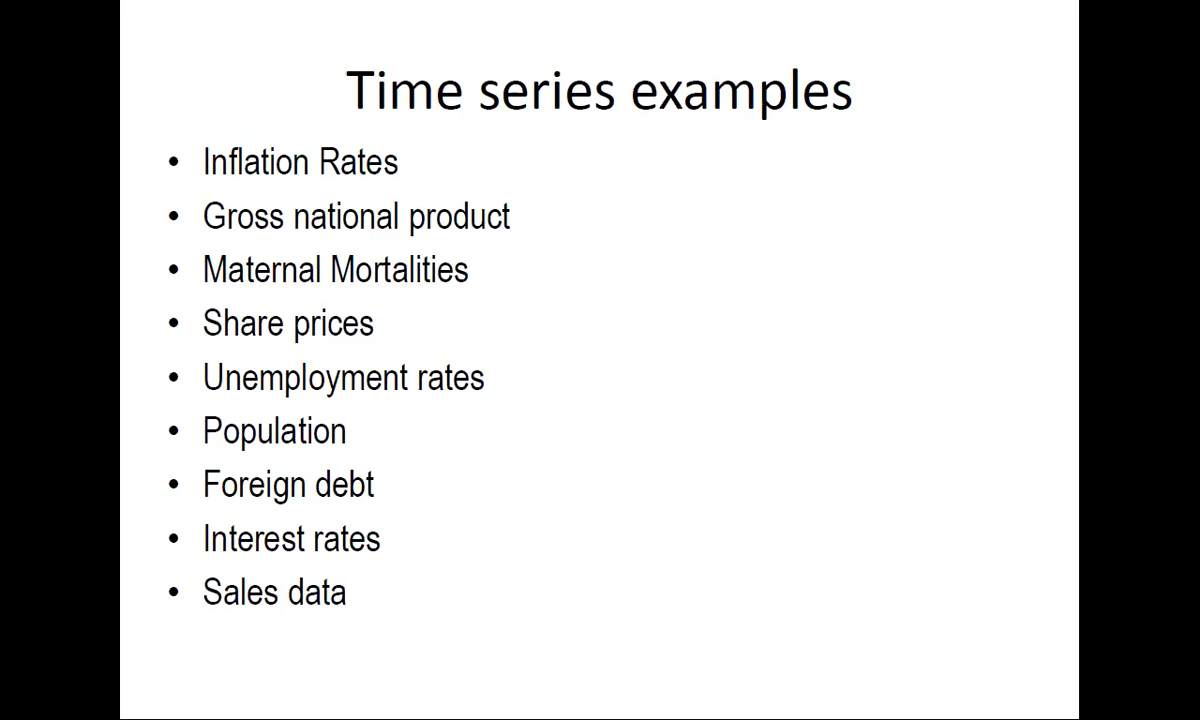 Time series examples
• Inflation Rates
• Gross national product
• Maternal Mortalities
• Share prices
• Unemployment rates
• Population
• Foreign debt
• Interest rates
• Sales data